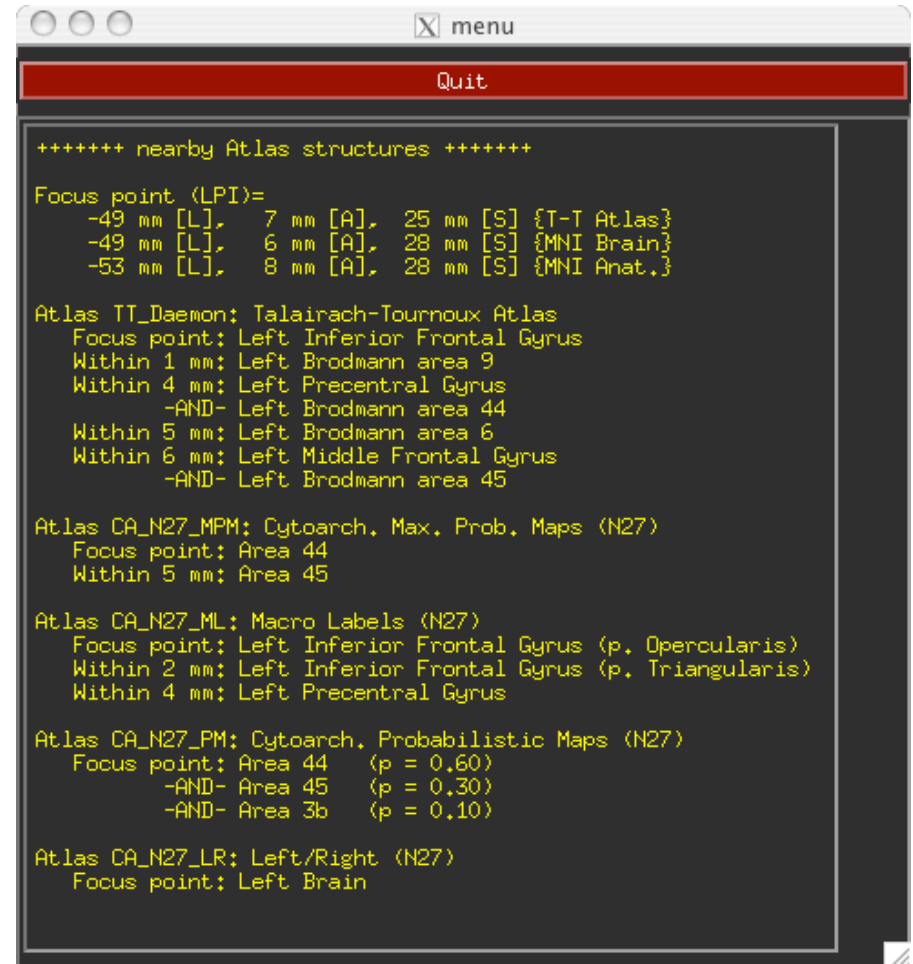 X menu
Quit
+++++++ nearby Atlas structures +++++++
Focus point (LPI)=
-49 mm [L],   7 mm [A],  25 mm [S] {T-T Atlas}
-49 mm [L],   6 mm [A],  28 mm [S] {MNI Brain}
-53 mm [L],   8 mm [A],  28 mm [S] {MNI Anat.}
Atlas TT_Daemon: Talairach-Tournoux Atlas
Focus point: Left Inferior Frontal Gyrus
Within 1 mm: Left Brodmann area 9
Within 4 mm: Left Precentral Gyrus
-AND- Left Brodmann area 44
Within 5 mm: Left Brodmann area 6
Within 6 mm: Left Middle Frontal Gyrus
-AND- Left Brodmann area 45
Atlas CA_N27_MPM: Cytoarch. Max. Prob. Maps (N27)
Focus point: Area 44
Within 5 mm: Area 45
Atlas CA_N27_ML: Macro Labels (N27)
Focus point: Left Inferior Frontal Gyrus (p. Opercularis)
Within 2 mm: Left Inferior Frontal Gyrus (p. Triangularis)
Within 4 mm: Left Precentral Gyrus
Atlas CA_N27_PM: Cytoarch. Probabilistic Maps (N27)
Focus point: Area 44   (p = 0.60)
-AND- Area 45   (p = 0.30)
-AND- Area 3b   (p = 0.10)
Atlas CA_N27_LR: Left/Right (N27)
Focus point: Left Brain